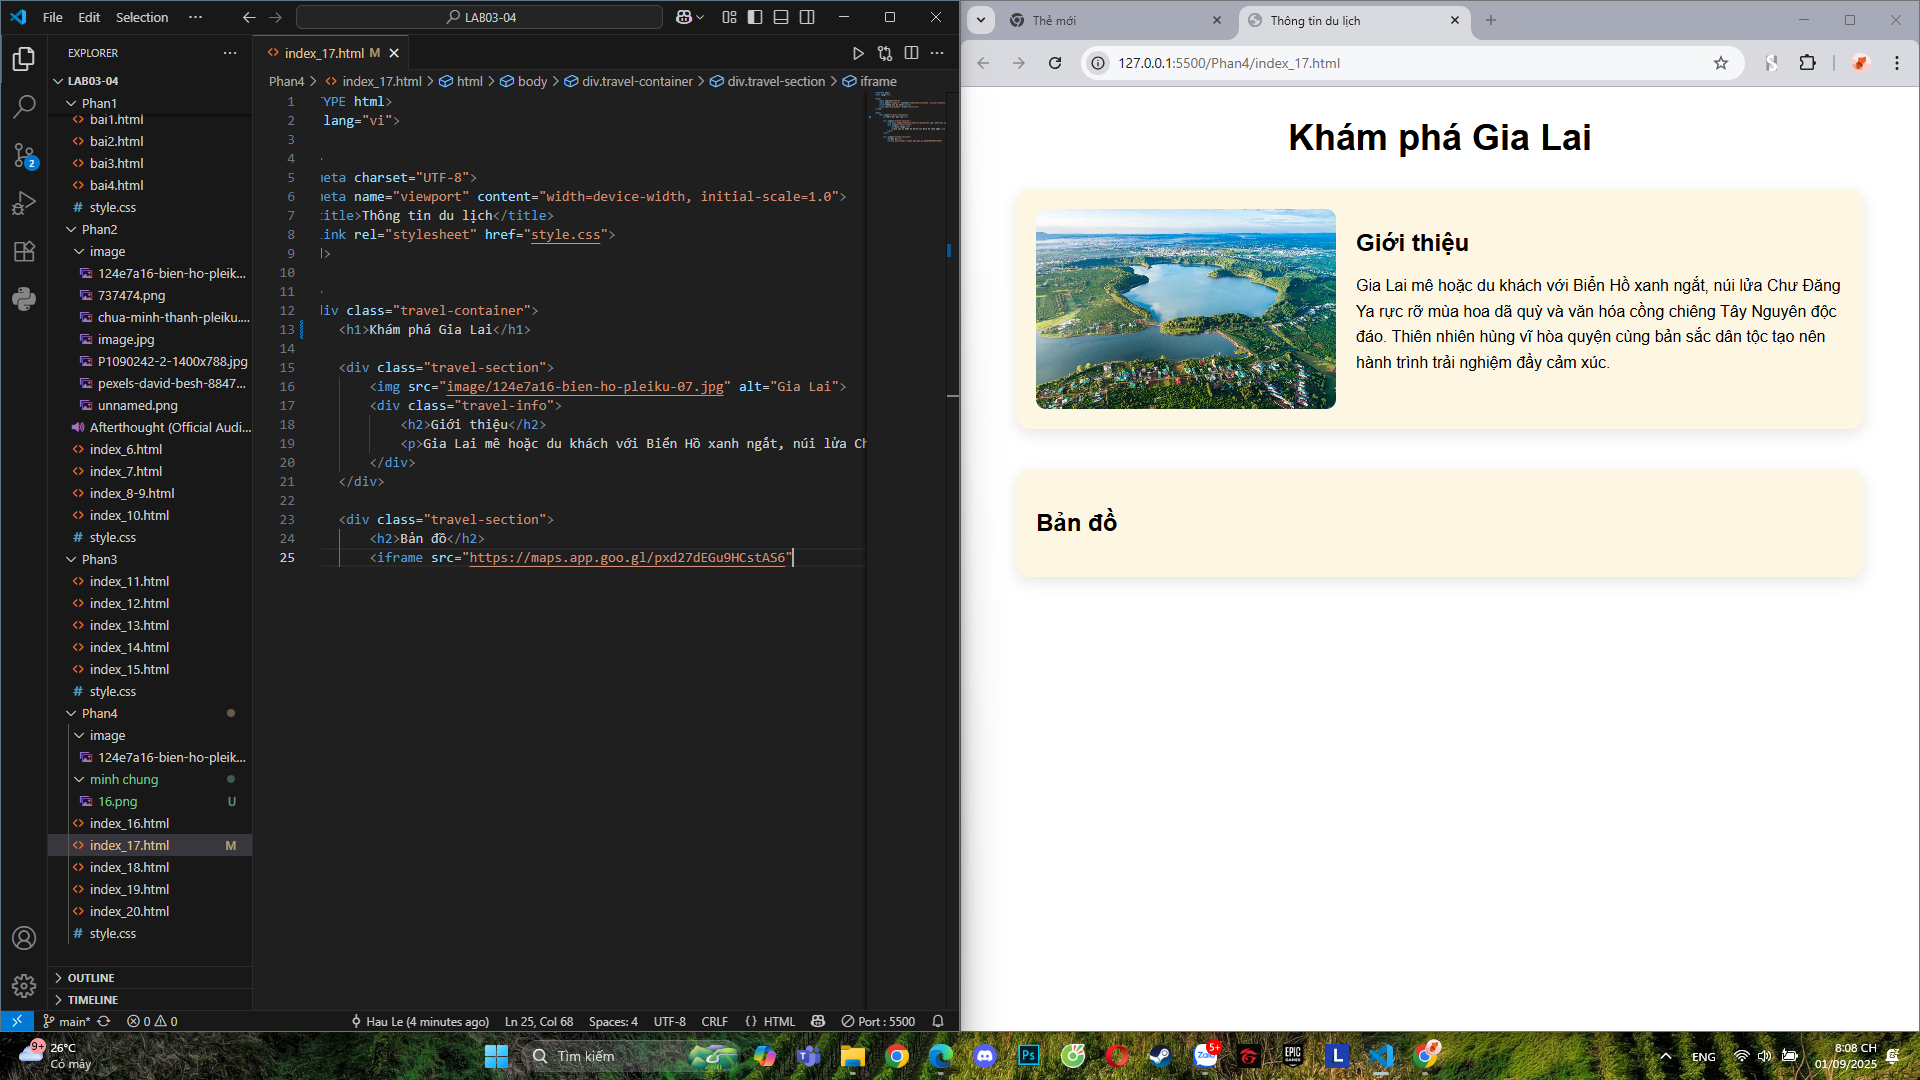 File Edit Selection ··· LAB03-04
EXPLORER
LAB03-04
Phan1
bai1.html
bai2.html
bai3.html
bai4.html
style.css
Phan2
image
124e7a16-bien-ho-pleik...
737474.png
chua-minh-thanh-pleiku....
image.jpg
P1090242-2-1400x788.jpg
pexels-david-besh-8847...
unnamed.png
Afterthought (Official Audi...
index_6.html
index_7.html
index_8-9.html
index_10.html
style.css
Phan3
index_11.html
index_12.html
index_13.html
index_14.html
index_15.html
style.css
Phan4
image
124e7a16-bien-ho-pleik...
minh chung
16.png U
index_16.html
index_17.html M
index_18.html
index_19.html
index_20.html
style.css
OUTLINE
TIMELINE
2
index_17.html M
Phan4 > index_17.html > html > body > div.travel-container > div.travel-section > iframe
1 YPE html>
2 lang="vi">
3
4
5 eta charset="UTF-8">
6 eta name="viewport" content="width=device-width, initial-scale=1.0">
7 itle>Thông tin du lịch</title>
8 ink rel="stylesheet" href="style.css">
9 >
10
11
12 iv class="travel-container">
13 <h1>Khám phá Gia Lai</h1>
14
15 <div class="travel-section">
16 <img src="image/124e7a16-bien-ho-pleiku-07.jpg" alt="Gia Lai">
17 <div class="travel-info">
18 <h2>Giới thiệu</h2>
19 <p>Gia Lai mê hoặc du khách với Biển Hồ xanh ngắt, núi lửa Ch
20 </div>
21 </div>
22
23 <div class="travel-section">
24 <h2>Bản đồ</h2>
25 <iframe src="https://maps.app.goo.gl/pxd27dEGu9HCstAS6"
main* 0 0 Hau Le (4 minutes ago) Ln 25, Col 68 Spaces: 4 UTF-8 CRLF {} HTML Port : 5500
Thẻ mới
Thông tin du lịch
127.0.0.1:5500/Phan4/index_17.html
Khám phá Gia Lai
Giới thiệu
Gia Lai mê hoặc du khách với Biển Hồ xanh ngắt, núi lửa Chư Đăng
Ya rực rỡ mùa hoa dã quỳ và văn hóa cồng chiêng Tây Nguyên độc
đáo. Thiên nhiên hùng vĩ hòa quyện cùng bản sắc dân tộc tạo nên
hành trình trải nghiệm đầy cảm xúc.
Bản đồ
9+
26°C
Có mây
Tìm kiếm
Ps
Zalo
5+
EPIC GAMES
L
ENG
8:08 CH
01/09/2025